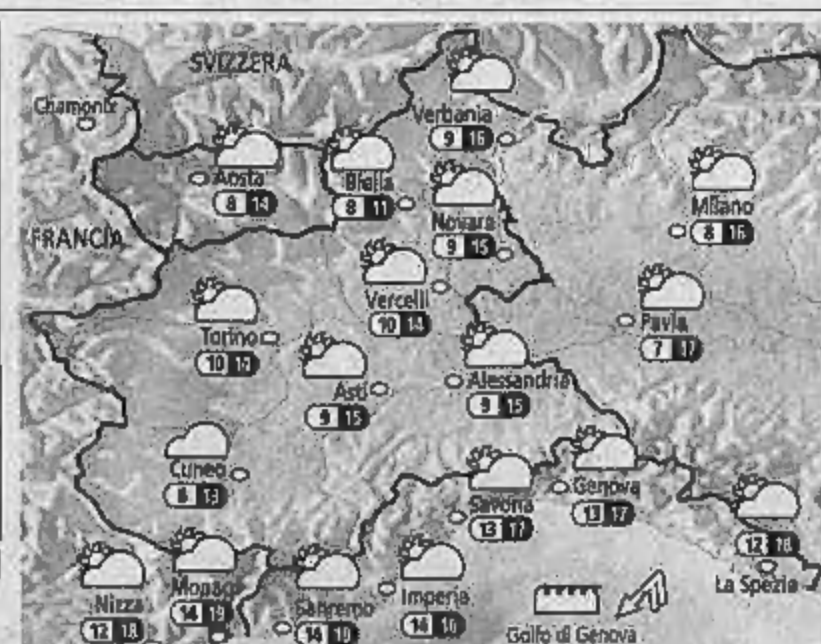 SVIZZERA
Chamonix
Verbania
9 16
Aosta
8 14
Biella
8 11
Novara
9 15
Milano
8 16
FRANCIA
Vercelli
10 14
Pavia
7 17
Torino
10
Asti
9 15
Alessandria
9 15
Cuneo
13
Savona
13 17
Genova
13 17
12 18
La Spezia
Nizza
12 18
Monaco
14 19
Sanremo
14
Imperia
14
Golfo di Genova